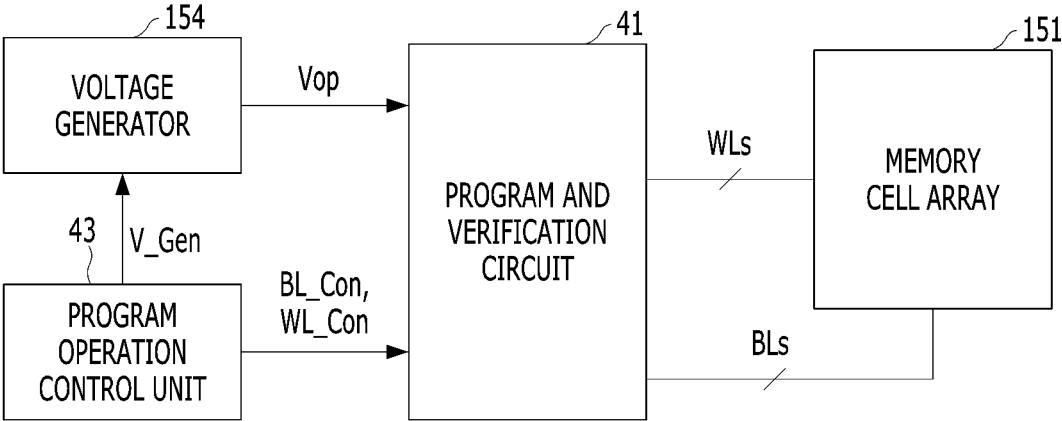 154
VOLTAGE
GENERATOR
Vop
41
PROGRAM AND
VERIFICATION
CIRCUIT
151
MEMORY
CELL ARRAY
WLs
BLs
43
V_Gen
PROGRAM
OPERATION
CONTROL UNIT
BL_Con,
WL_Con